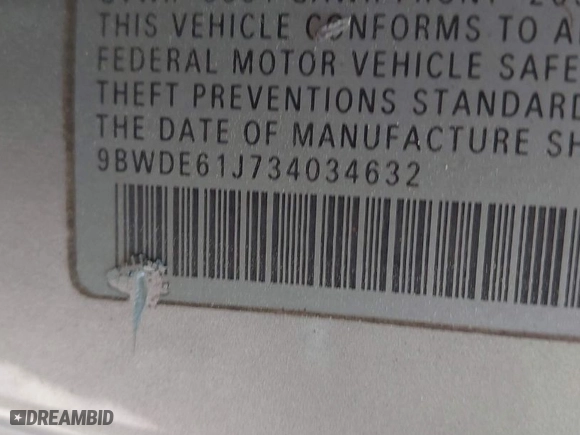 THIS VEHICLE CONFORMS TO A
FEDERAL MOTOR VEHICLE SAFE
THEFT PREVENTIONS STANDARD
THE DATE OF MANUFACTURE SH
9BWDE61J734034632
DREAMBID